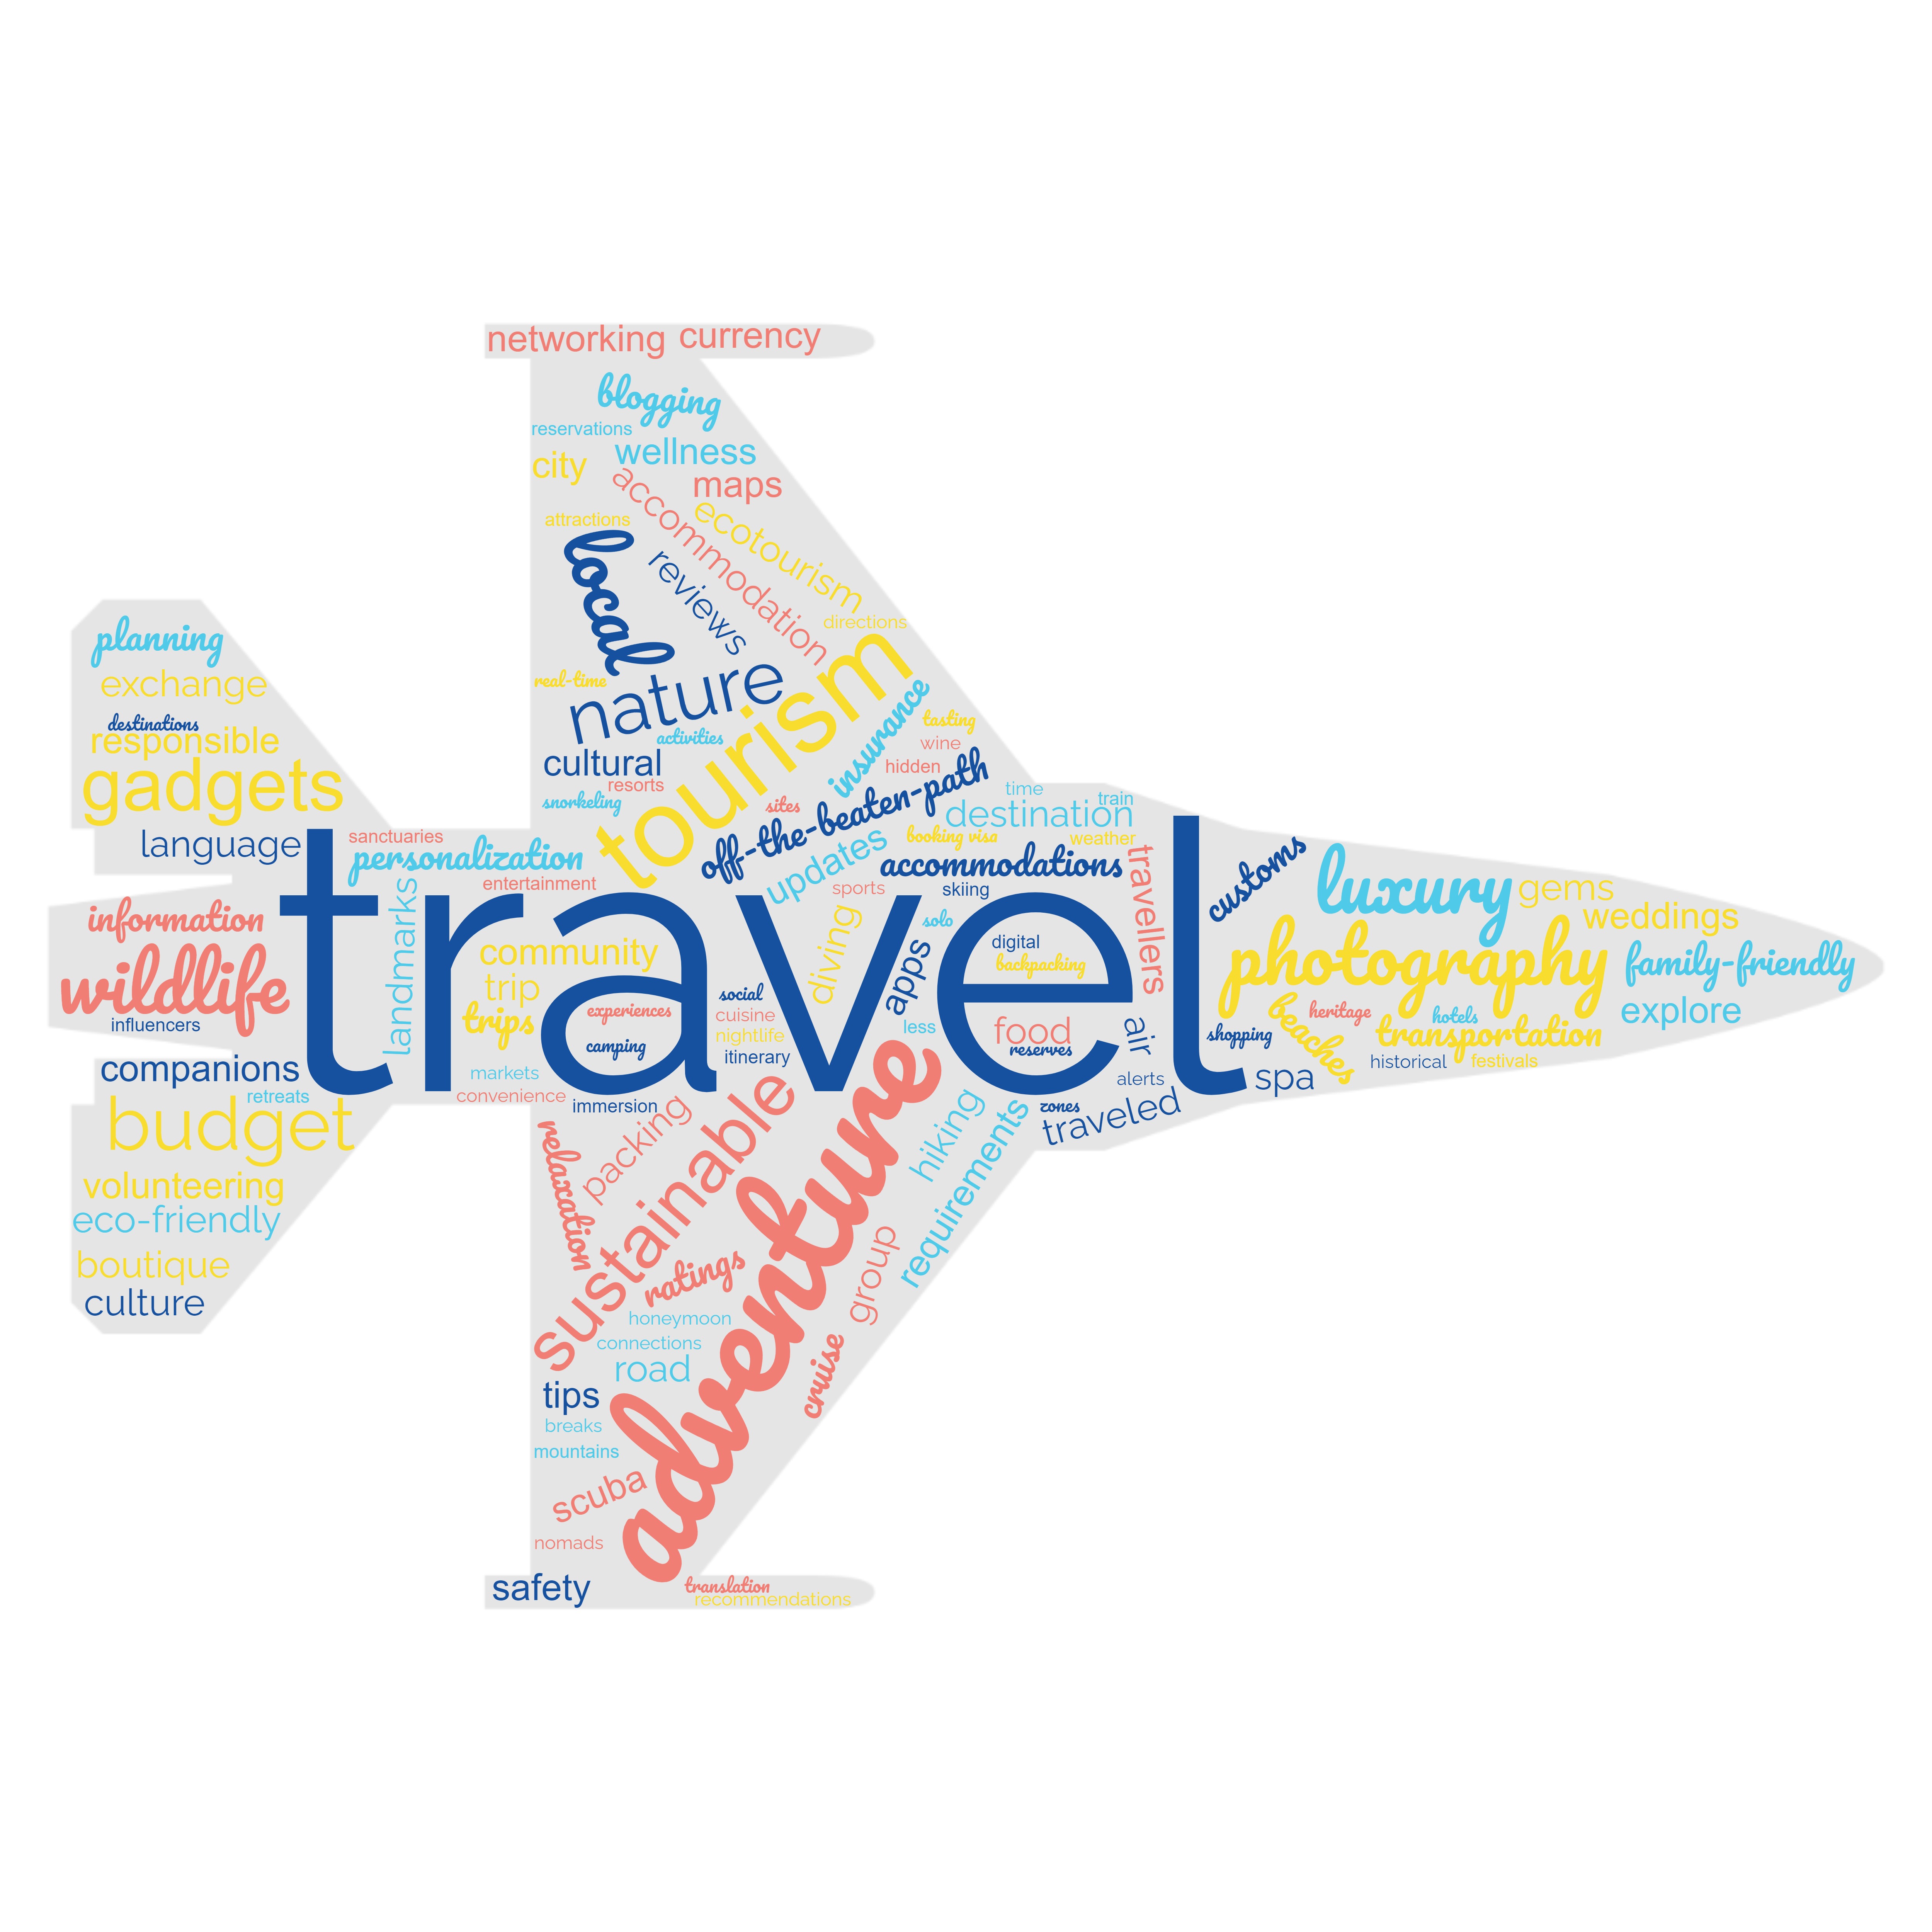 networking
currency
blogging
reservations
wellness
city
maps
accommodation
ecotourism
attractions
local
reviews
directions
planning
exchange
real-time
nature
tourism
insurance
destinations
responsible
activities
tasting
wine
cultural
hidden
gadgets
resorts
snorkeling
sites
off-the-beaten-path
time
train
destination
language
sanctuaries
personalization
updates
booking visa
weather
accommodations
travellers
customs
entertainment
sports
skiing
luxury
gems
information
landmarks
travel
weddings
solo
community
diving
apps
digital
backpacking
photography
family-friendly
wildlife
trip
social
trips
experiences
cuisine
heritage
hotels
explore
influencers
nightlife
less
food
air
shopping
beaches
transportation
camping
itinerary
reserves
historical
festivals
companions
markets
alerts
spa
retreats
convenience
immersion
zones
traveled
budget
relaxation
packing
sustainable
adventure
hiking
requirements
volunteering
eco-friendly
boutique
ratings
group
culture
honeymoon
connections
road
cruise
tips
breaks
mountains
scuba
nomads
safety
translation
recommendations